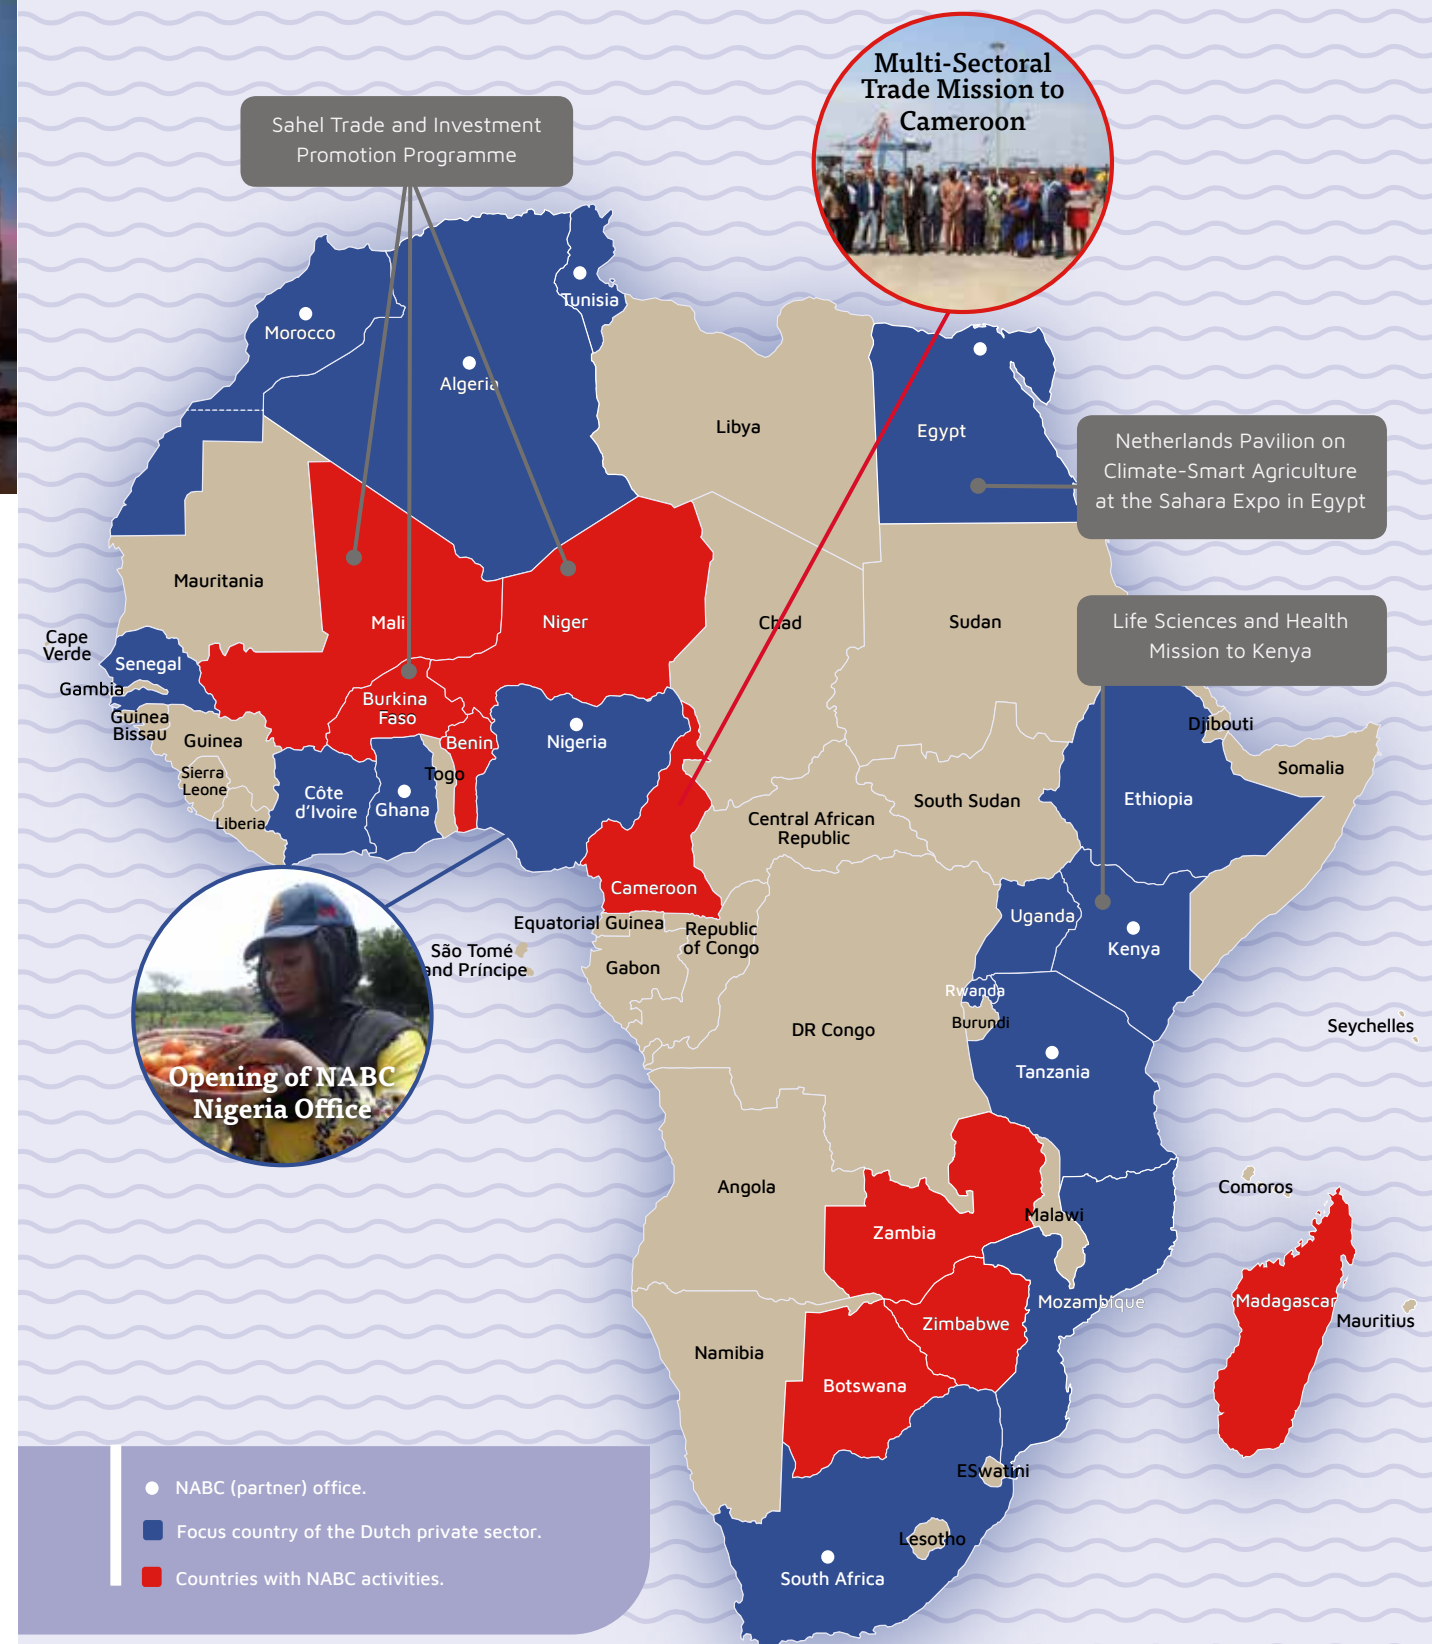 Multi-Sectoral
Trade Mission to
Cameroon
Sahel Trade and Investment
Promotion Programme
Tunisia
Morocco
Algeria
Libya
Egypt
Netherlands Pavilion on
Climate-Smart Agriculture
at the Sahara Expo in Egypt
Mauritania
Mali
Niger
Chad
Sudan
Life Sciences and Health
Mission to Kenya
Cape
Verde
Senegal
Gambia
Guinea
Bissau
Guinea
Burkina
Faso
Benin
Nigeria
Djibouti
Somalia
Sierra
Leone
Togo
Côte
d'Ivoire
Ghana
Liberia
Central African
Republic
South Sudan
Ethiopia
Cameroon
Equatorial Guinea
Republic
of Congo
Uganda
Kenya
São Tomé
and Príncipe
Gabon
Rwanda
Burundi
DR Congo
Seychelles
Tanzania
Opening of NABC
Nigeria Office
Angola
Comoros
Malawi
Zambia
Mozambique
Madagascar
Mauritius
Zimbabwe
Namibia
Botswana
ESwatini
Lesotho
South Africa
NABC (partner) office.
Focus country of the Dutch private sector.
Countries with NABC activities.